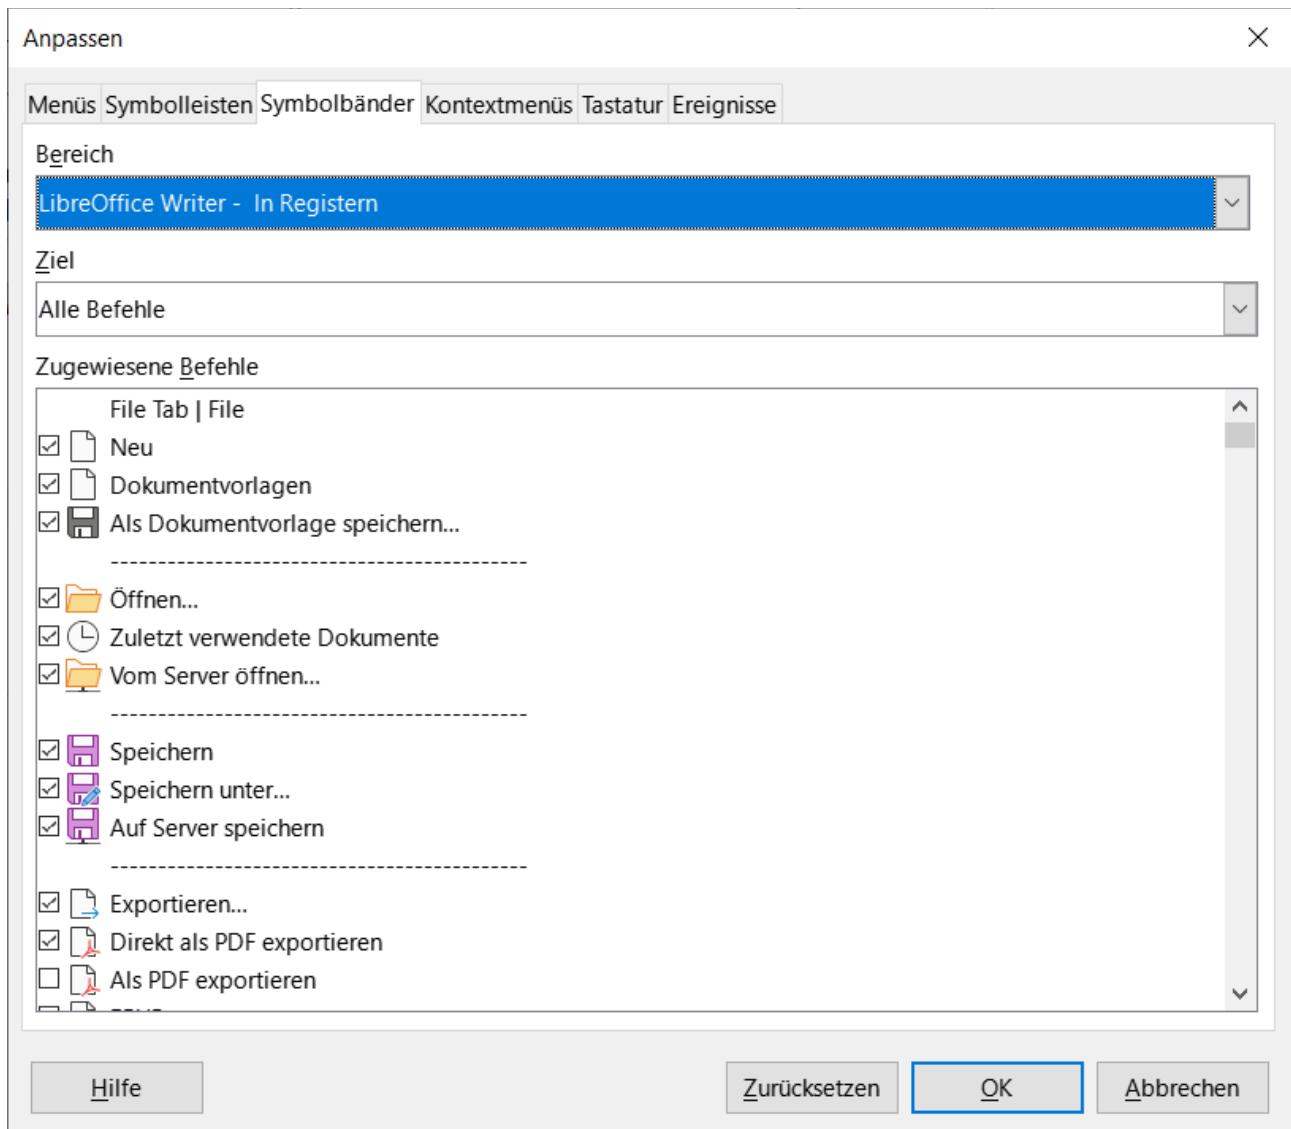 Anpassen
Menüs Symbolleisten Symbolbänder Kontextmenüs Tastatur Ereignisse
Bereich
LibreOffice Writer -  In Registern
Ziel
Alle Befehle
Zugewiesene Befehle
File Tab | File
Neu
Dokumentvorlagen
Als Dokumentvorlage speichern...
--------------------------------------------
Öffnen...
Zuletzt verwendete Dokumente
Vom Server öffnen...
--------------------------------------------
Speichern
Speichern unter...
Auf Server speichern
--------------------------------------------
Exportieren...
Direkt als PDF exportieren
Als PDF exportieren
Hilfe Zurücksetzen OK Abbrechen